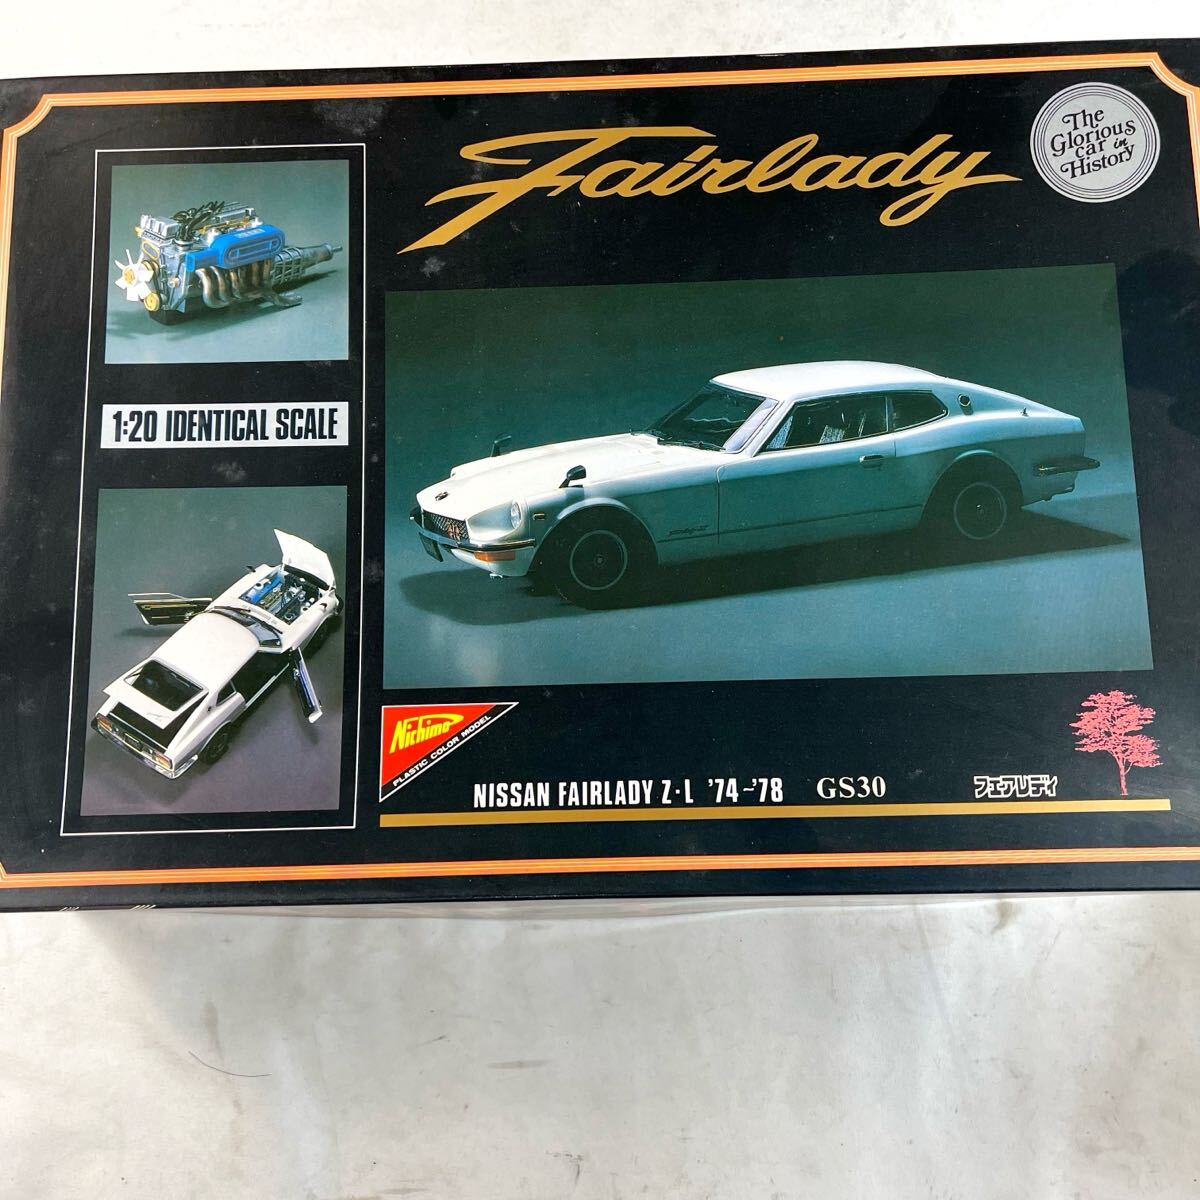 Fairlady
The
Glorious
car in
History
1:20 IDENTICAL SCALE
Nichimo
PLASTIC COLOR MODEL
NISSAN FAIRLADY Z·L '74~'78 GS30
フェアレディ